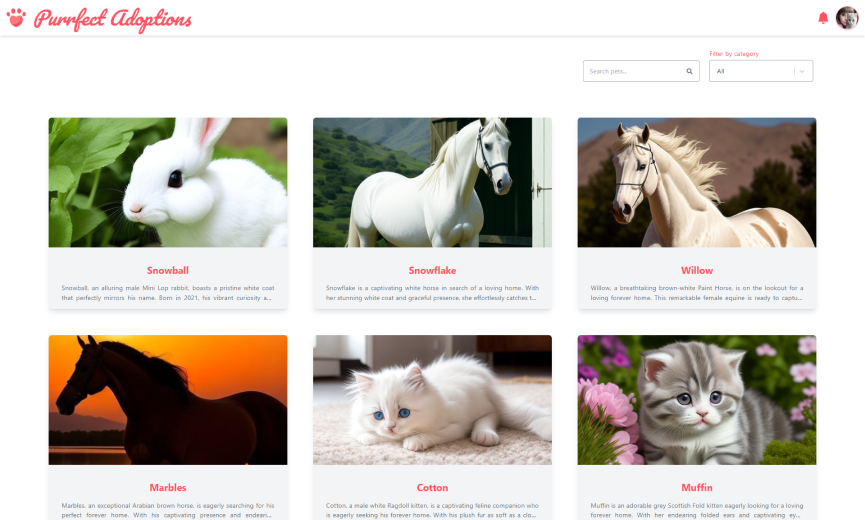 Purrfect Adoptions
Filter by category
Search pets...
All
Snowball
Snowball, an alluring male Mini Lop rabbit, boasts a pristine white coat
that perfectly mirrors his name. Born in 2021, his vibrant curiosity a...
Snowflake
Snowflake is a captivating white horse in search of a loving home. With
her stunning white coat and graceful presence, she effortlessly catches t...
Willow
Willow, a breathtaking brown-white Paint Horse, is on the lookout for a
loving forever home. This remarkable female equine is ready to captu...
Marbles
Marbles, an exceptional Arabian brown horse, is eagerly searching for his
perfect forever home. With his captivating presence and endeari...
Cotton
Cotton, a male white Ragdoll kitten, is a captivating feline companion who
is eagerly seeking his forever home. With his plush fur as soft as a clo...
Muffin
Muffin is an adorable grey Scottish Fold kitten eagerly looking for a loving
forever home. With her endearing folded ears and captivating ey...